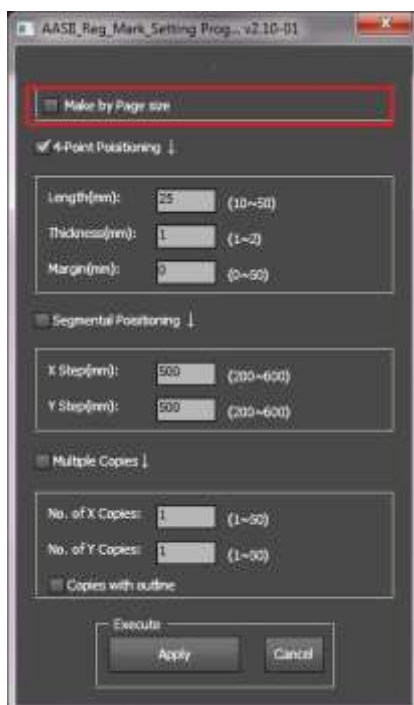 AASII_Reg_Mark_Setting Prog... v2.10-01
Make by Page size
4-Point Poisitioning ↓
Length(mm): 25 (10~50)
Thickness(mm): 1 (1~2)
Margin(mm): 0 (0~50)
Segmental Positioning ↓
X Step(mm): 500 (200~600)
Y Step(mm): 500 (200~600)
Multiple Copies ↓
No. of X Copies: 1 (1~50)
No. of Y Copies: 1 (1~50)
Copies with outline
Execute
Apply Cancel